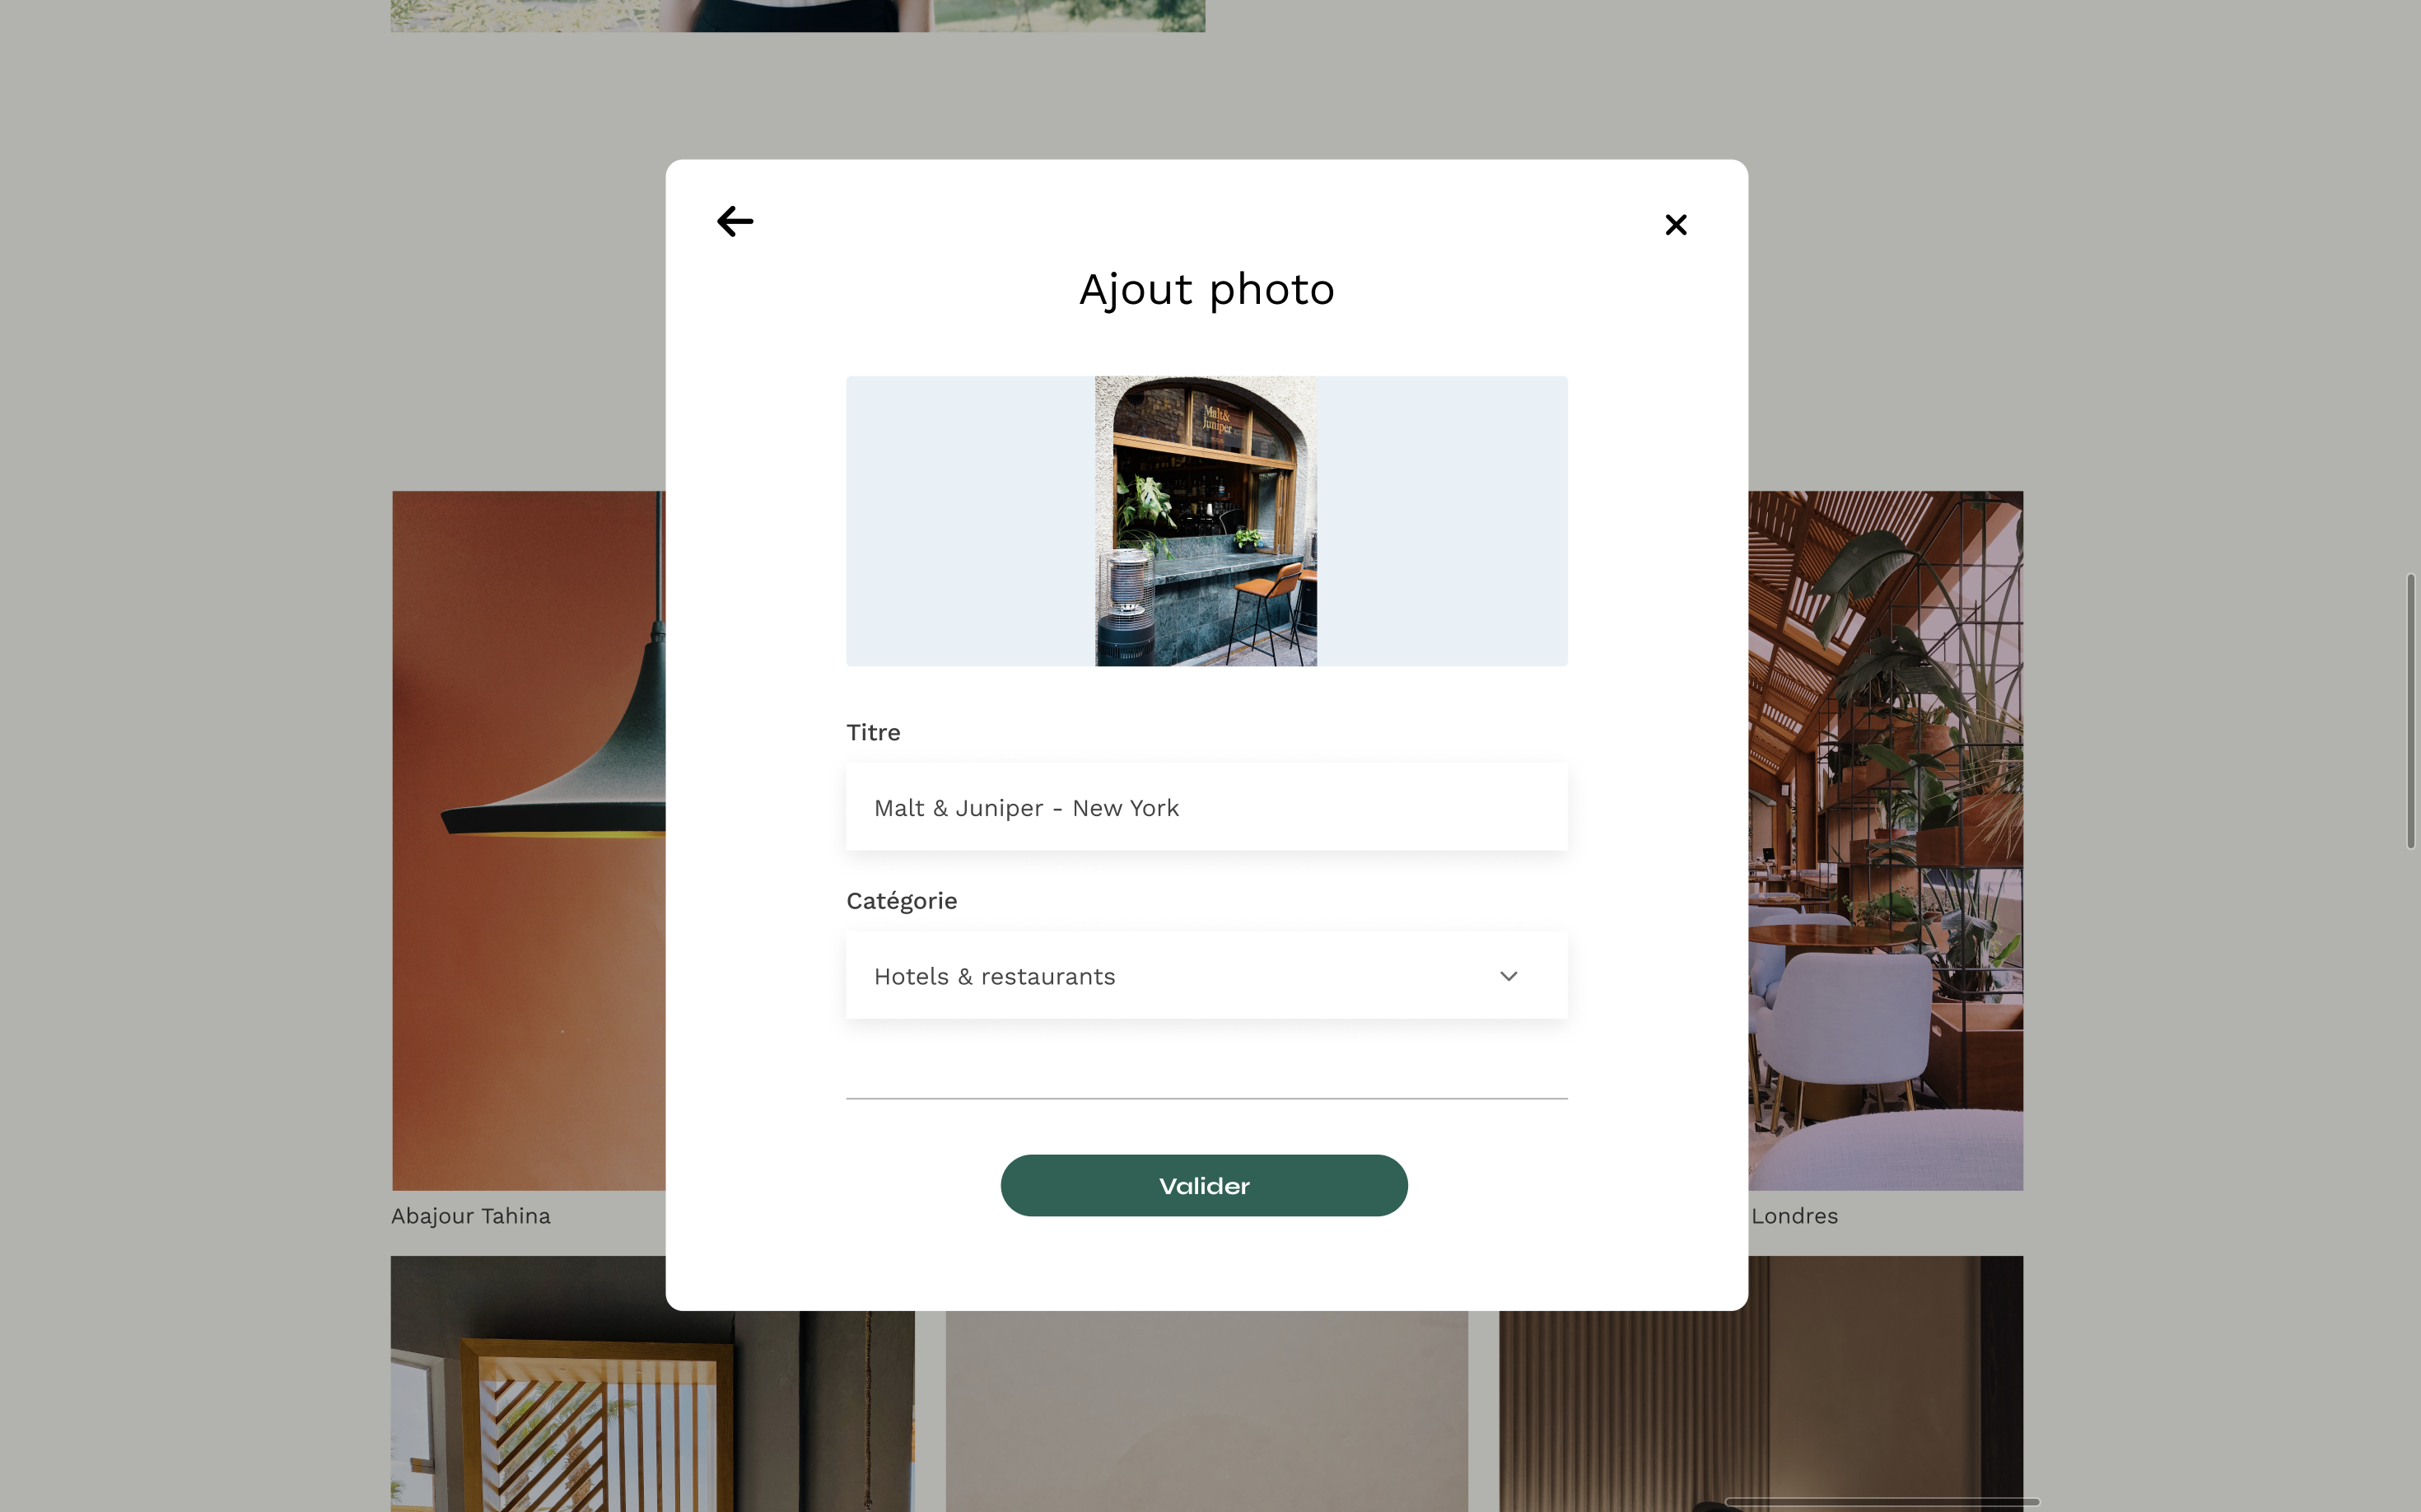 Ajout photo
Malt&
Juniper
Titre
Malt & Juniper - New York
Catégorie
Hotels & restaurants
Valider
Abajour Tahina
Londres